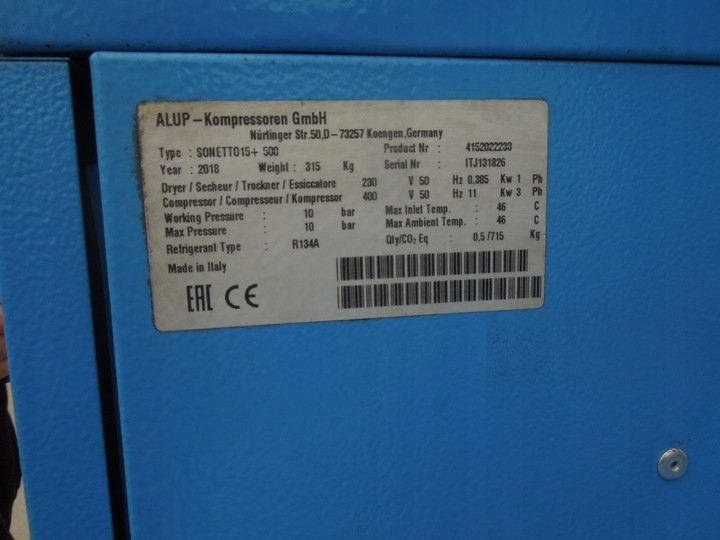 ALUP-Kompressoren GmbH
Nürtinger Str.50,D-73257 Koengen,Germany
Type : SONETTO15+ 500 Product Nr : 4152022233
Year : 2018 Weight : 315 Kg Serial Nr : ITJ131826
Dryer / Secheur / Trockner / Essiccatore 230 V 50 Hz 0,385 Kw 1 Ph
Compressor / Compresseur / Kompressor 400 V 50 Hz 11 Kw 3 Ph
Working Pressure : 10 bar Max Inlet Temp. : 46 C
Max Pressure : 10 bar Max Ambient Temp. : 46 C
Refrigerant Type : R134A Qty/CO₂ Eq : 0,5 /715 Kg
Made in Italy
EAC CE